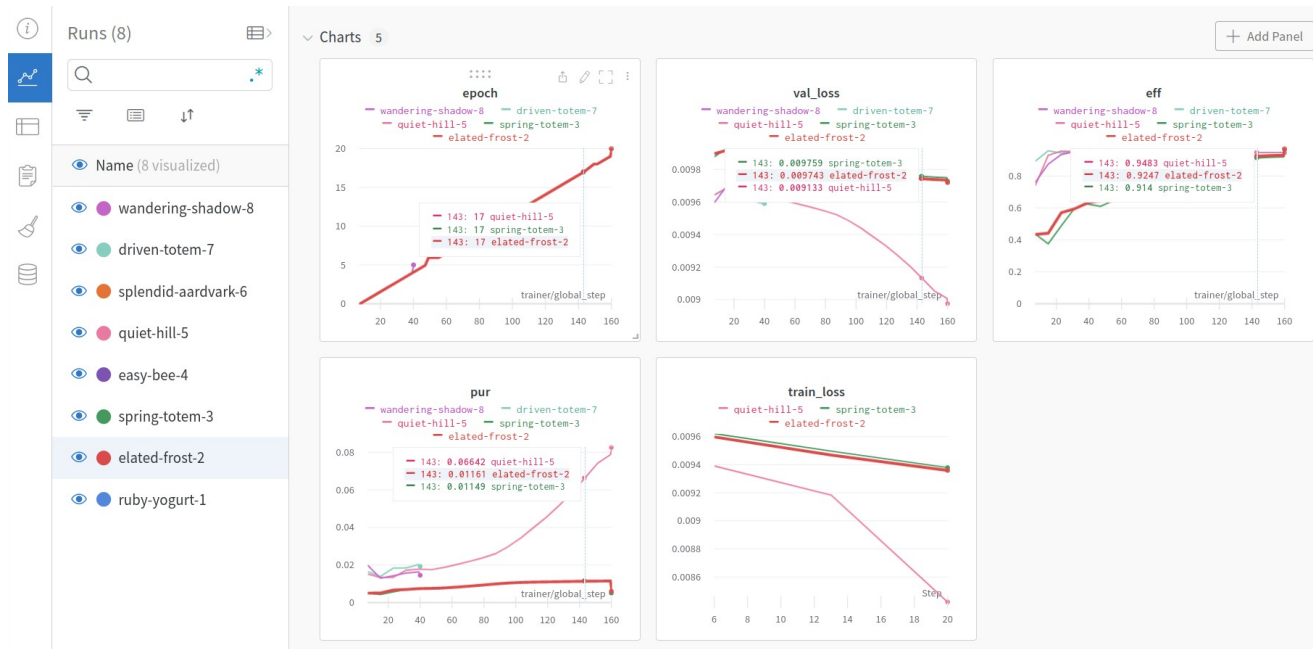 Runs (8)
.*
Name (8 visualized)
wandering-shadow-8
driven-totem-7
splendid-aardvark-6
quiet-hill-5
easy-bee-4
spring-totem-3
elated-frost-2
ruby-yogurt-1
Charts 5
Add Panel
epoch
wandering-shadow-8 driven-totem-7
quiet-hill-5 spring-totem-3
elated-frost-2
20
15
10
5
0
143: 17 quiet-hill-5
143: 17 spring-totem-3
143: 17 elated-frost-2
trainer/global_step
20 40 60 80 100 120 140 160
val_loss
wandering-shadow-8 driven-totem-7
quiet-hill-5 spring-totem-3
elated-frost-2
143: 0.009759 spring-totem-3
143: 0.009743 elated-frost-2
143: 0.009133 quiet-hill-5
0.0098
0.0096
0.0094
0.0092
0.009
trainer/global_step
20 40 60 80 100 120 140 160
eff
wandering-shadow-8 driven-totem-7
quiet-hill-5 spring-totem-3
elated-frost-2
143: 0.9483 quiet-hill-5
143: 0.9247 elated-frost-2
143: 0.914 spring-totem-3
0.8
0.6
0.4
0.2
0
trainer/global_step
20 40 60 80 100 120 140 160
pur
wandering-shadow-8 driven-totem-7
quiet-hill-5 spring-totem-3
elated-frost-2
0.08
143: 0.06642 quiet-hill-5
143: 0.01161 elated-frost-2
143: 0.01149 spring-totem-3
0.06
0.04
0.02
0
trainer/global_step
20 40 60 80 100 120 140 160
train_loss
quiet-hill-5 spring-totem-3
elated-frost-2
0.0096
0.0094
0.0092
0.009
0.0088
0.0086
Step
6 8 10 12 14 16 18 20